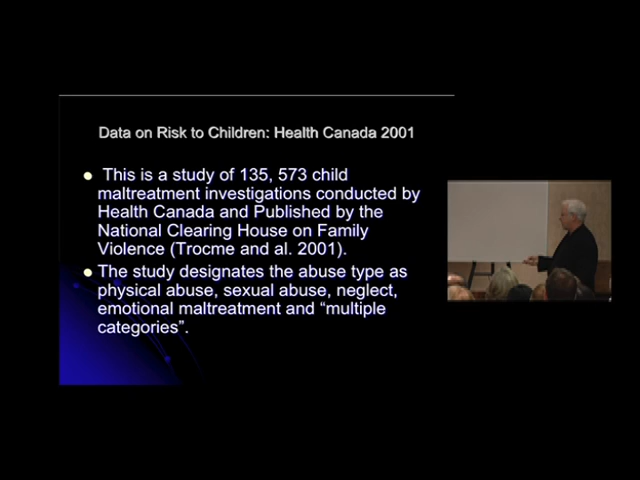 Data on Risk to Children: Health Canada 2001
This is a study of 135, 573 child
maltreatment investigations conducted by
Health Canada and Published by the
National Clearing House on Family
Violence (Trocme and al. 2001).
The study designates the abuse type as
physical abuse, sexual abuse, neglect,
emotional maltreatment and “multiple
categories”.